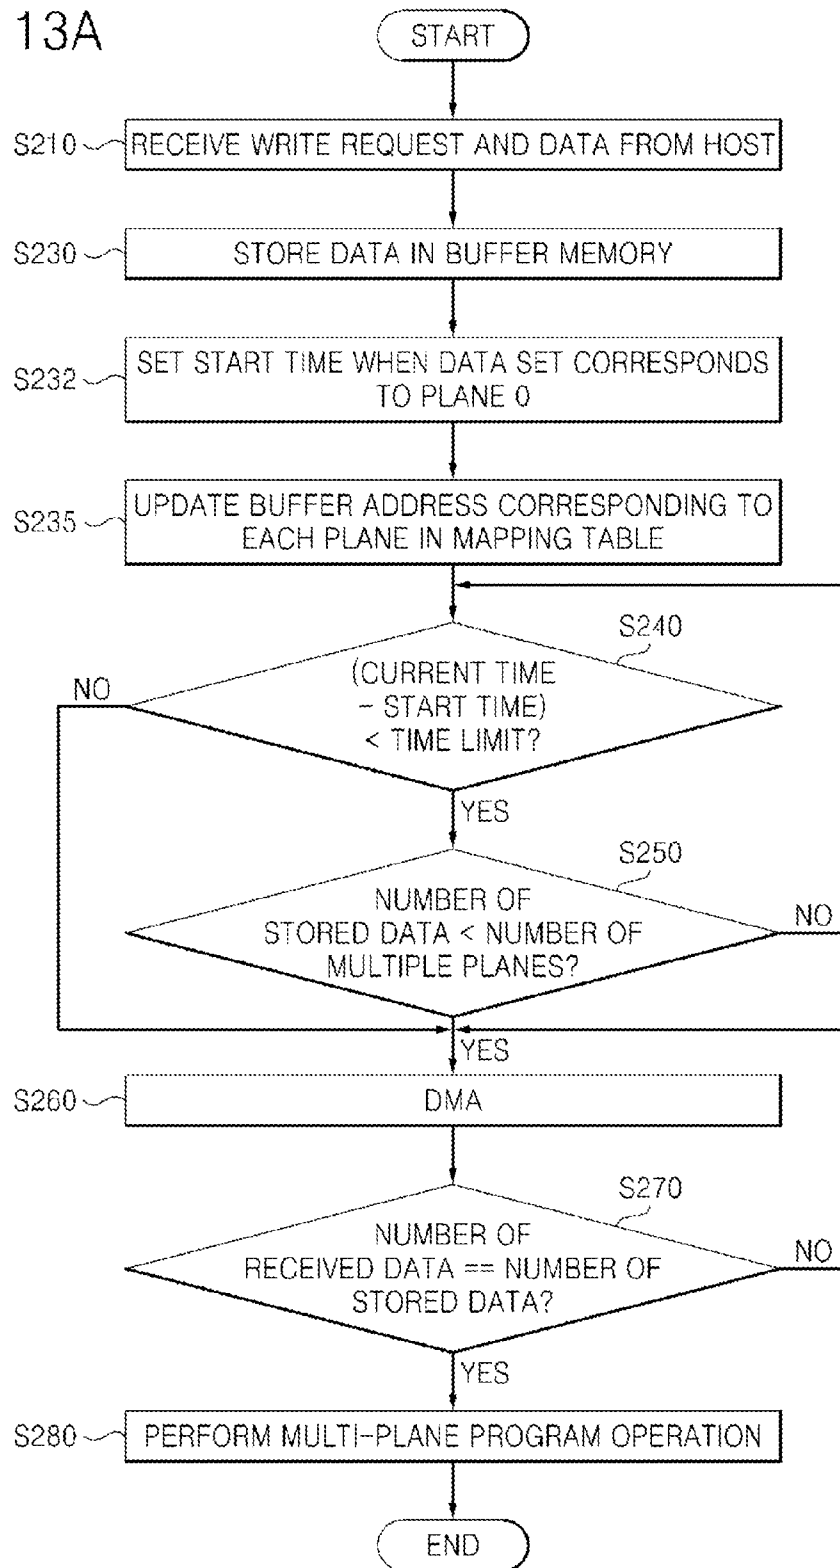 13A
START
S210
RECEIVE WRITE REQUEST AND DATA FROM HOST
S230
STORE DATA IN BUFFER MEMORY
S232
SET START TIME WHEN DATA SET CORRESPONDS
TO PLANE 0
S235
UPDATE BUFFER ADDRESS CORRESPONDING TO
EACH PLANE IN MAPPING TABLE
S240
(CURRENT TIME
- START TIME)
< TIME LIMIT?
NO
YES
S250
NUMBER OF
STORED DATA < NUMBER OF
MULTIPLE PLANES?
NO
YES
S260
DMA
S270
NUMBER OF
RECEIVED DATA == NUMBER OF
STORED DATA?
NO
YES
S280
PERFORM MULTI-PLANE PROGRAM OPERATION
END